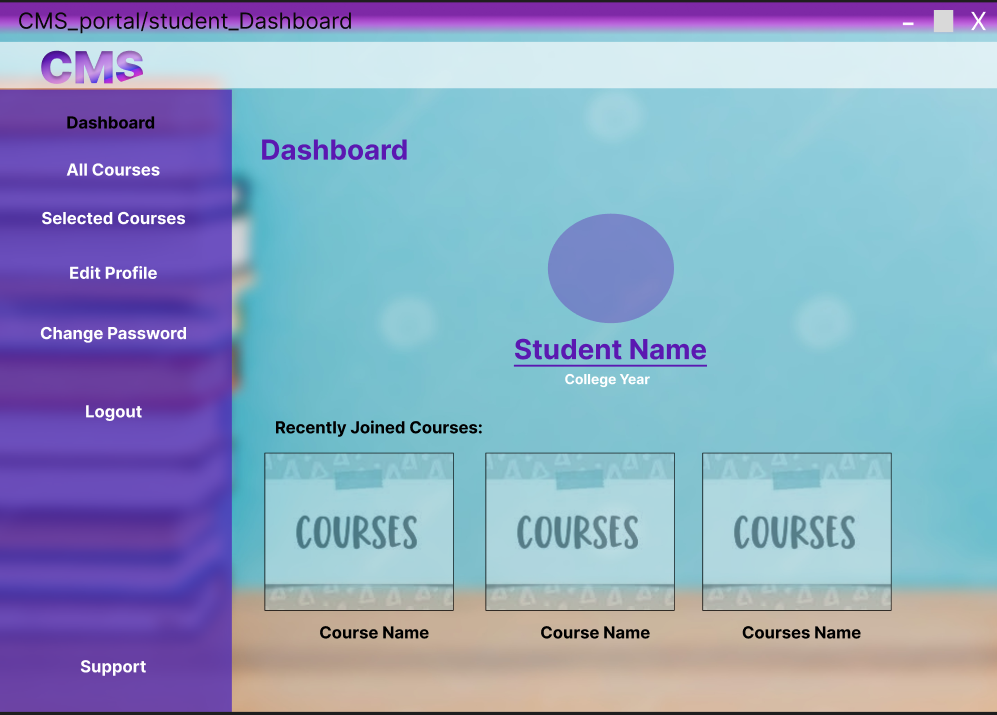 CMS_portal/student_Dashboard
X
CMS
Dashboard
All Courses
Selected Courses
Edit Profile
Change Password
Logout
Support
Dashboard
Student Name
College Year
Recently Joined Courses:
COURSES COURSES COURSES
Course Name Course Name Courses Name